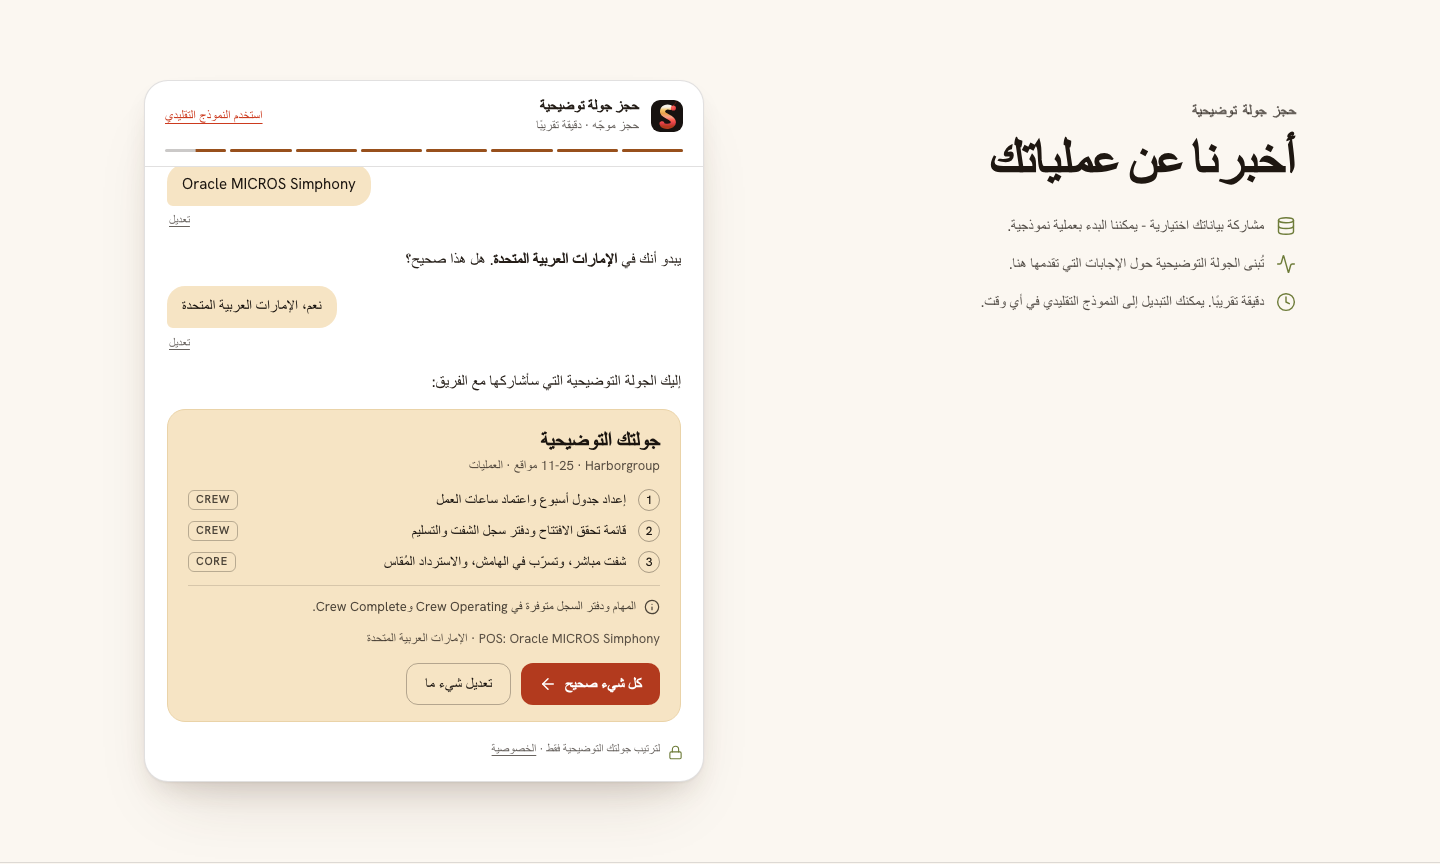 حجز جولة توضيحية
أخبرنا عن عملياتك
مشاركة بياناتك اختيارية - يمكننا البدء بعملية نموذجية.
تُبنى الجولة التوضيحية حول الإجابات التي تقدمها هنا.
دقيقة تقريبًا. يمكنك التبديل إلى النموذج التقليدي في أي وقت.
حجز جولة توضيحية
حجز موجّه · دقيقة تقريبًا
استخدم النموذج التقليدي
Oracle MICROS Simphony
تعديل
يبدو أنك في الإمارات العربية المتحدة. هل هذا صحيح؟
نعم، الإمارات العربية المتحدة
تعديل
إليك الجولة التوضيحية التي سأشاركها مع الفريق:
جولتك التوضيحية
Harborgroup · 11-25 مواقع · العمليات
1 إعداد جدول أسبوع واعتماد ساعات العمل CREW
2 قائمة تحقق الافتتاح ودفتر سجل الشفت والتسليم CREW
3 شفت مباشر، وتسرّب في الهامش، والاسترداد المُقاس CORE
المهام ودفتر السجل متوفرة في Crew Operating وCrew Complete.
POS: Oracle MICROS Simphony · الإمارات العربية المتحدة
كل شيء صحيح
تعديل شيء ما
لترتيب جولتك التوضيحية فقط · الخصوصية